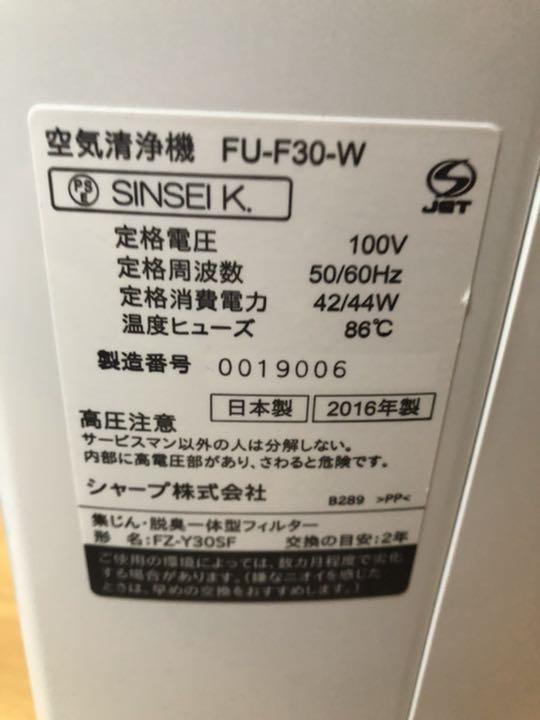 空気清浄機 FU-F30-W
PSE SINSEI K.
JET
定格電圧 100V
定格周波数 50/60Hz
定格消費電力 42/44W
温度ヒューズ 86℃
製造番号 0019006
日本製 2016年製
高圧注意
サービスマン以外の人は分解しない。
内部に高電圧部があり、さわると危険です。
シャープ株式会社 B289 >PP<
集じん・脱臭一体型フィルター
形 名:FZ-Y30SF 交換の目安:2年
ご使用の環境によっては、数カ月程度で劣化
する場合があります。(嫌なニオイを感じた
ときは、早めの交換をおすすめします。)